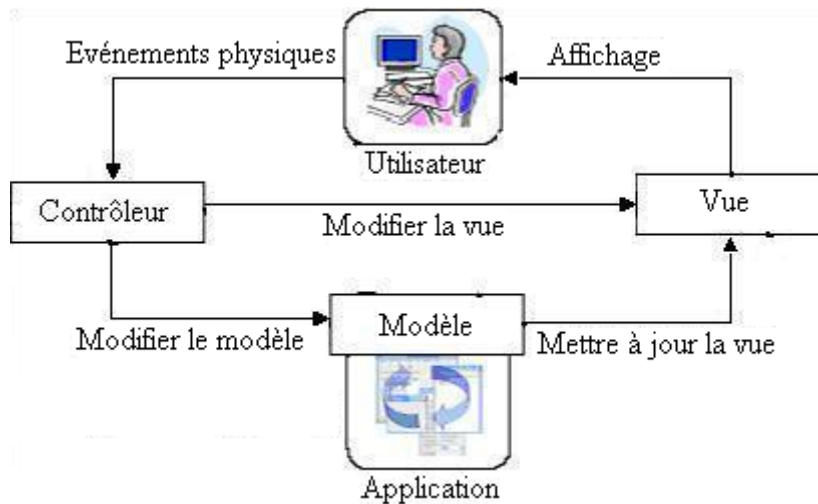 Evénements physiques
Affichage
Utilisateur
Contrôleur
Vue
Modifier la vue
Modèle
Modifier le modèle
Mettre à jour la vue
Application